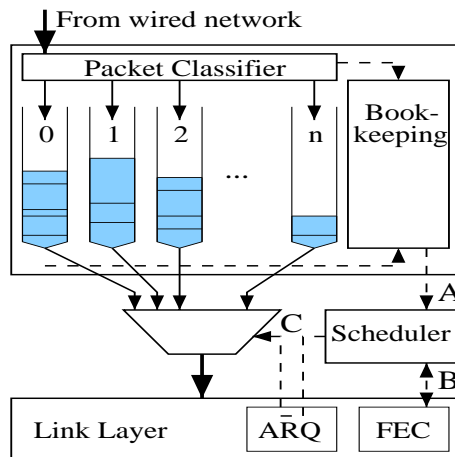 From wired network
Packet Classifier
Book-
keeping
0 1 2 ... n
A
C
Scheduler
B
Link Layer
ARQ
FEC